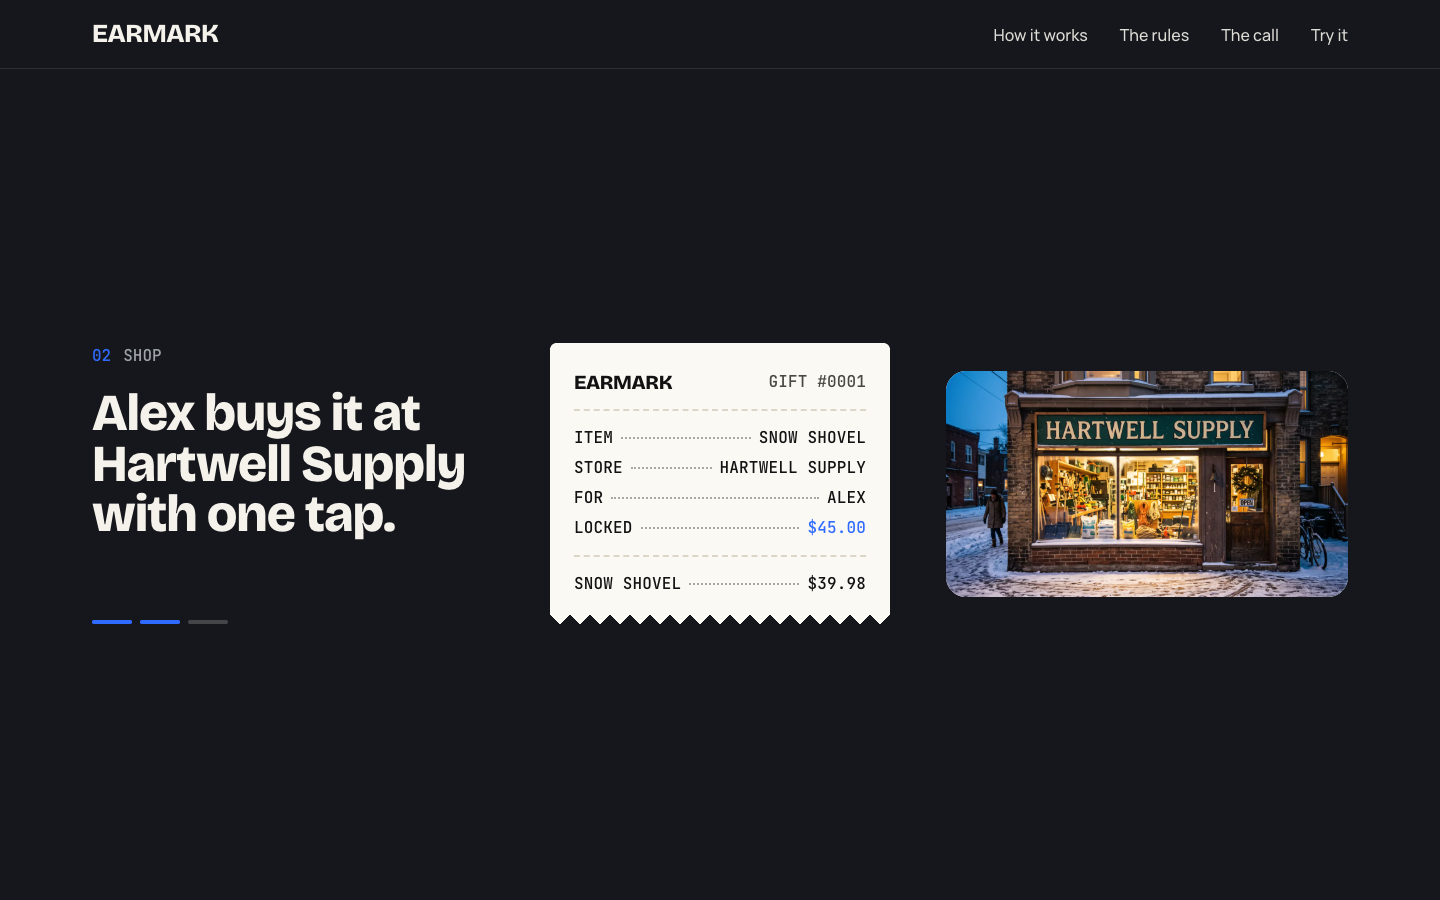 EARMARK
How it works
The rules
The call
Try it
02 SHOP
Alex buys it at
Hartwell Supply
with one tap.
EARMARK GIFT #0001
ITEM SNOW SHOVEL
STORE HARTWELL SUPPLY
FOR ALEX
LOCKED $45.00
SNOW SHOVEL $39.98
HARTWELL SUPPLY